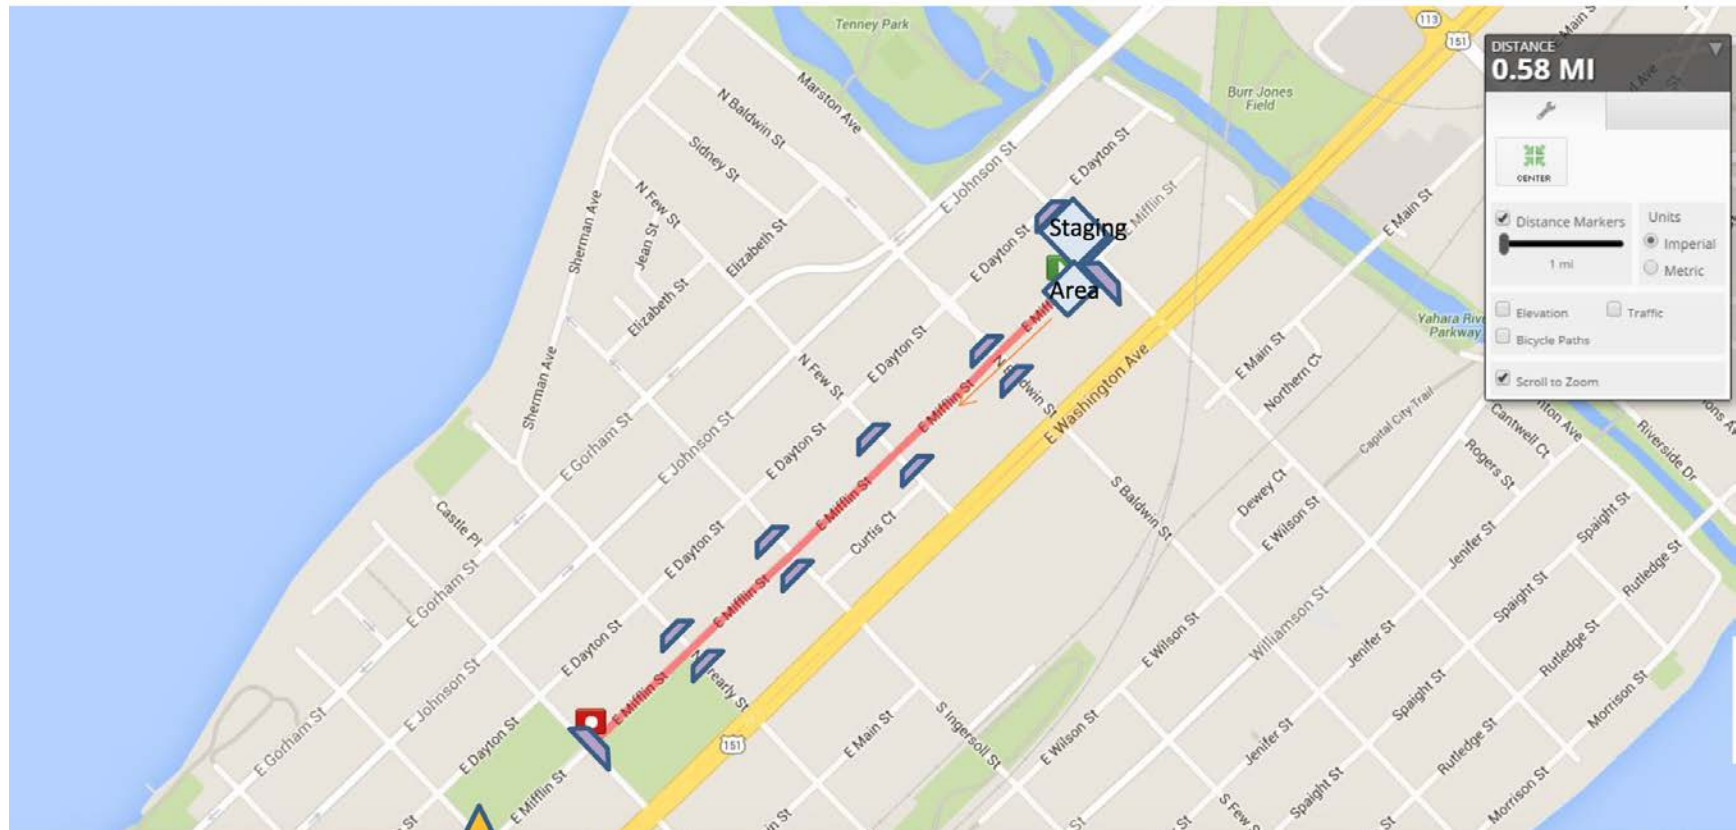 Tenney Park
113
151
E Main St
Marston Ave
N Baldwin St
Sidney St
Burr Jones
Field
E Johnson St
E Dayton St
E Mifflin St
N Few St
Jean St
Elizabeth St
Elizabeth St
Sherman Ave
E Main St
Staging
Area
E Dayton St
Yahara
Parkway
E Mifflin St
N Few St
E Dayton St
E Main St
Northern Ct
E Washington Ave
Sherman Ave
E Gorham St
E Johnson St
E Dayton St
Capital City Trail
Cantwell Ct
Riverside Dr
Rogers St
Castle Pl
E Mifflin St
Curtis Ct
S Baldwin St
Dewey Ct
E Wilson St
Jenifer St
Spaight St
Rutledge St
E Dayton St
E Gorham St
E Mifflin St
E Dayton St
E Mifflin St
E Wilson St
Williamson St
Jenifer St
Spaight St
Rutledge St
E Johnson St
E Gorham St
E Dayton St
E Mifflin St
151
E Main St
S Ingersoll St
E Wilson St
Jenifer St
Spaight St
Rutledge St
Morrison St
Spaight St
Morrison St
DISTANCE
0.58 MI
CENTER
Distance Markers
1 mi
Units
Imperial
Metric
Elevation
Traffic
Bicycle Paths
Scroll to Zoom